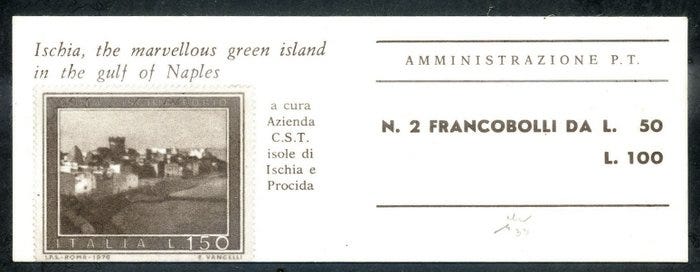 Ischia, the marvellous green island
in the gulf of Naples
ITALIA L 150
I.P.S.-ROMA-1976
E. VANGELLI
a cura
Azienda
C.S.T.
isole di
Ischia e
Procida
AMMINISTRAZIONE P.T.
N. 2 FRANCOBOLLI DA L. 50
L. 100